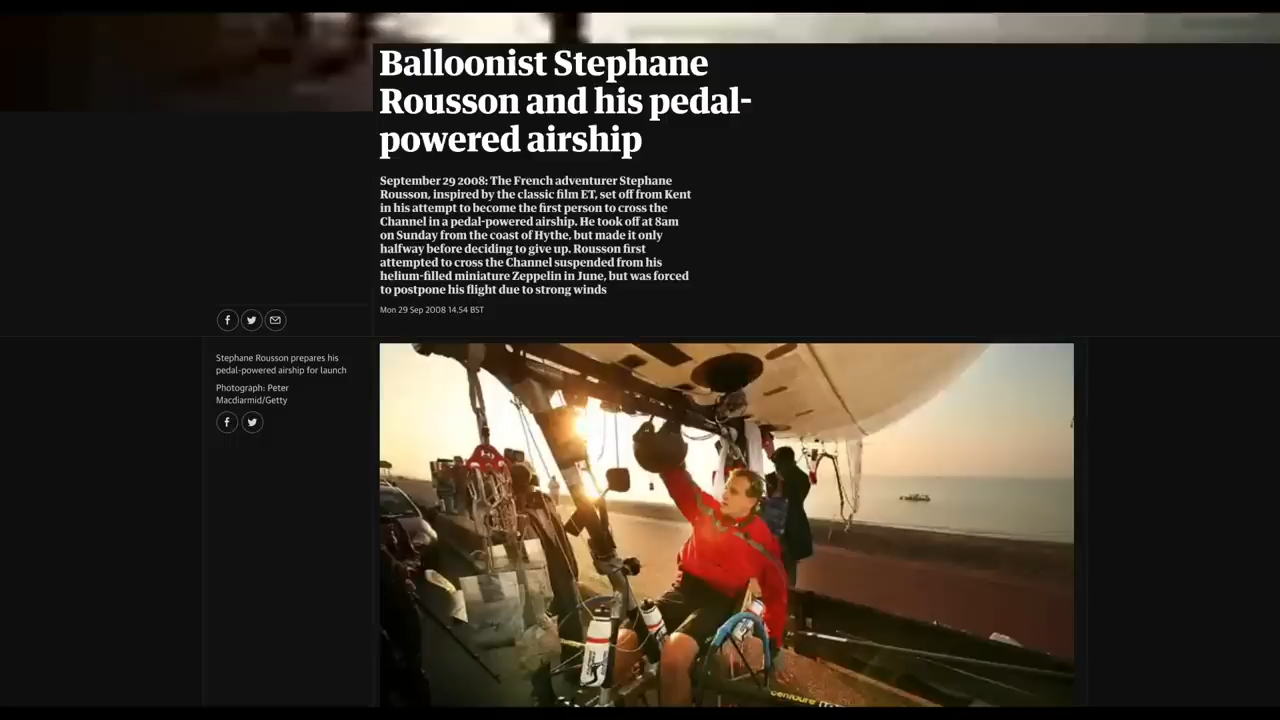 Balloonist Stephane
Rousson and his pedal-
powered airship
September 29 2008: The French adventurer Stephane
Rousson, inspired by the classic film ET, set off from Kent
in his attempt to become the first person to cross the
Channel in a pedal-powered airship. He took off at 8am
on Sunday from the coast of Hythe, but made it only
halfway before deciding to give up. Rousson first
attempted to cross the Channel suspended from his
helium-filled miniature Zeppelin in June, but was forced
to postpone his flight due to strong winds
Mon 29 Sep 2008 14.54 BST
Stephane Rousson prepares his
pedal-powered airship for launch
Photograph: Peter
Macdiarmid/Getty